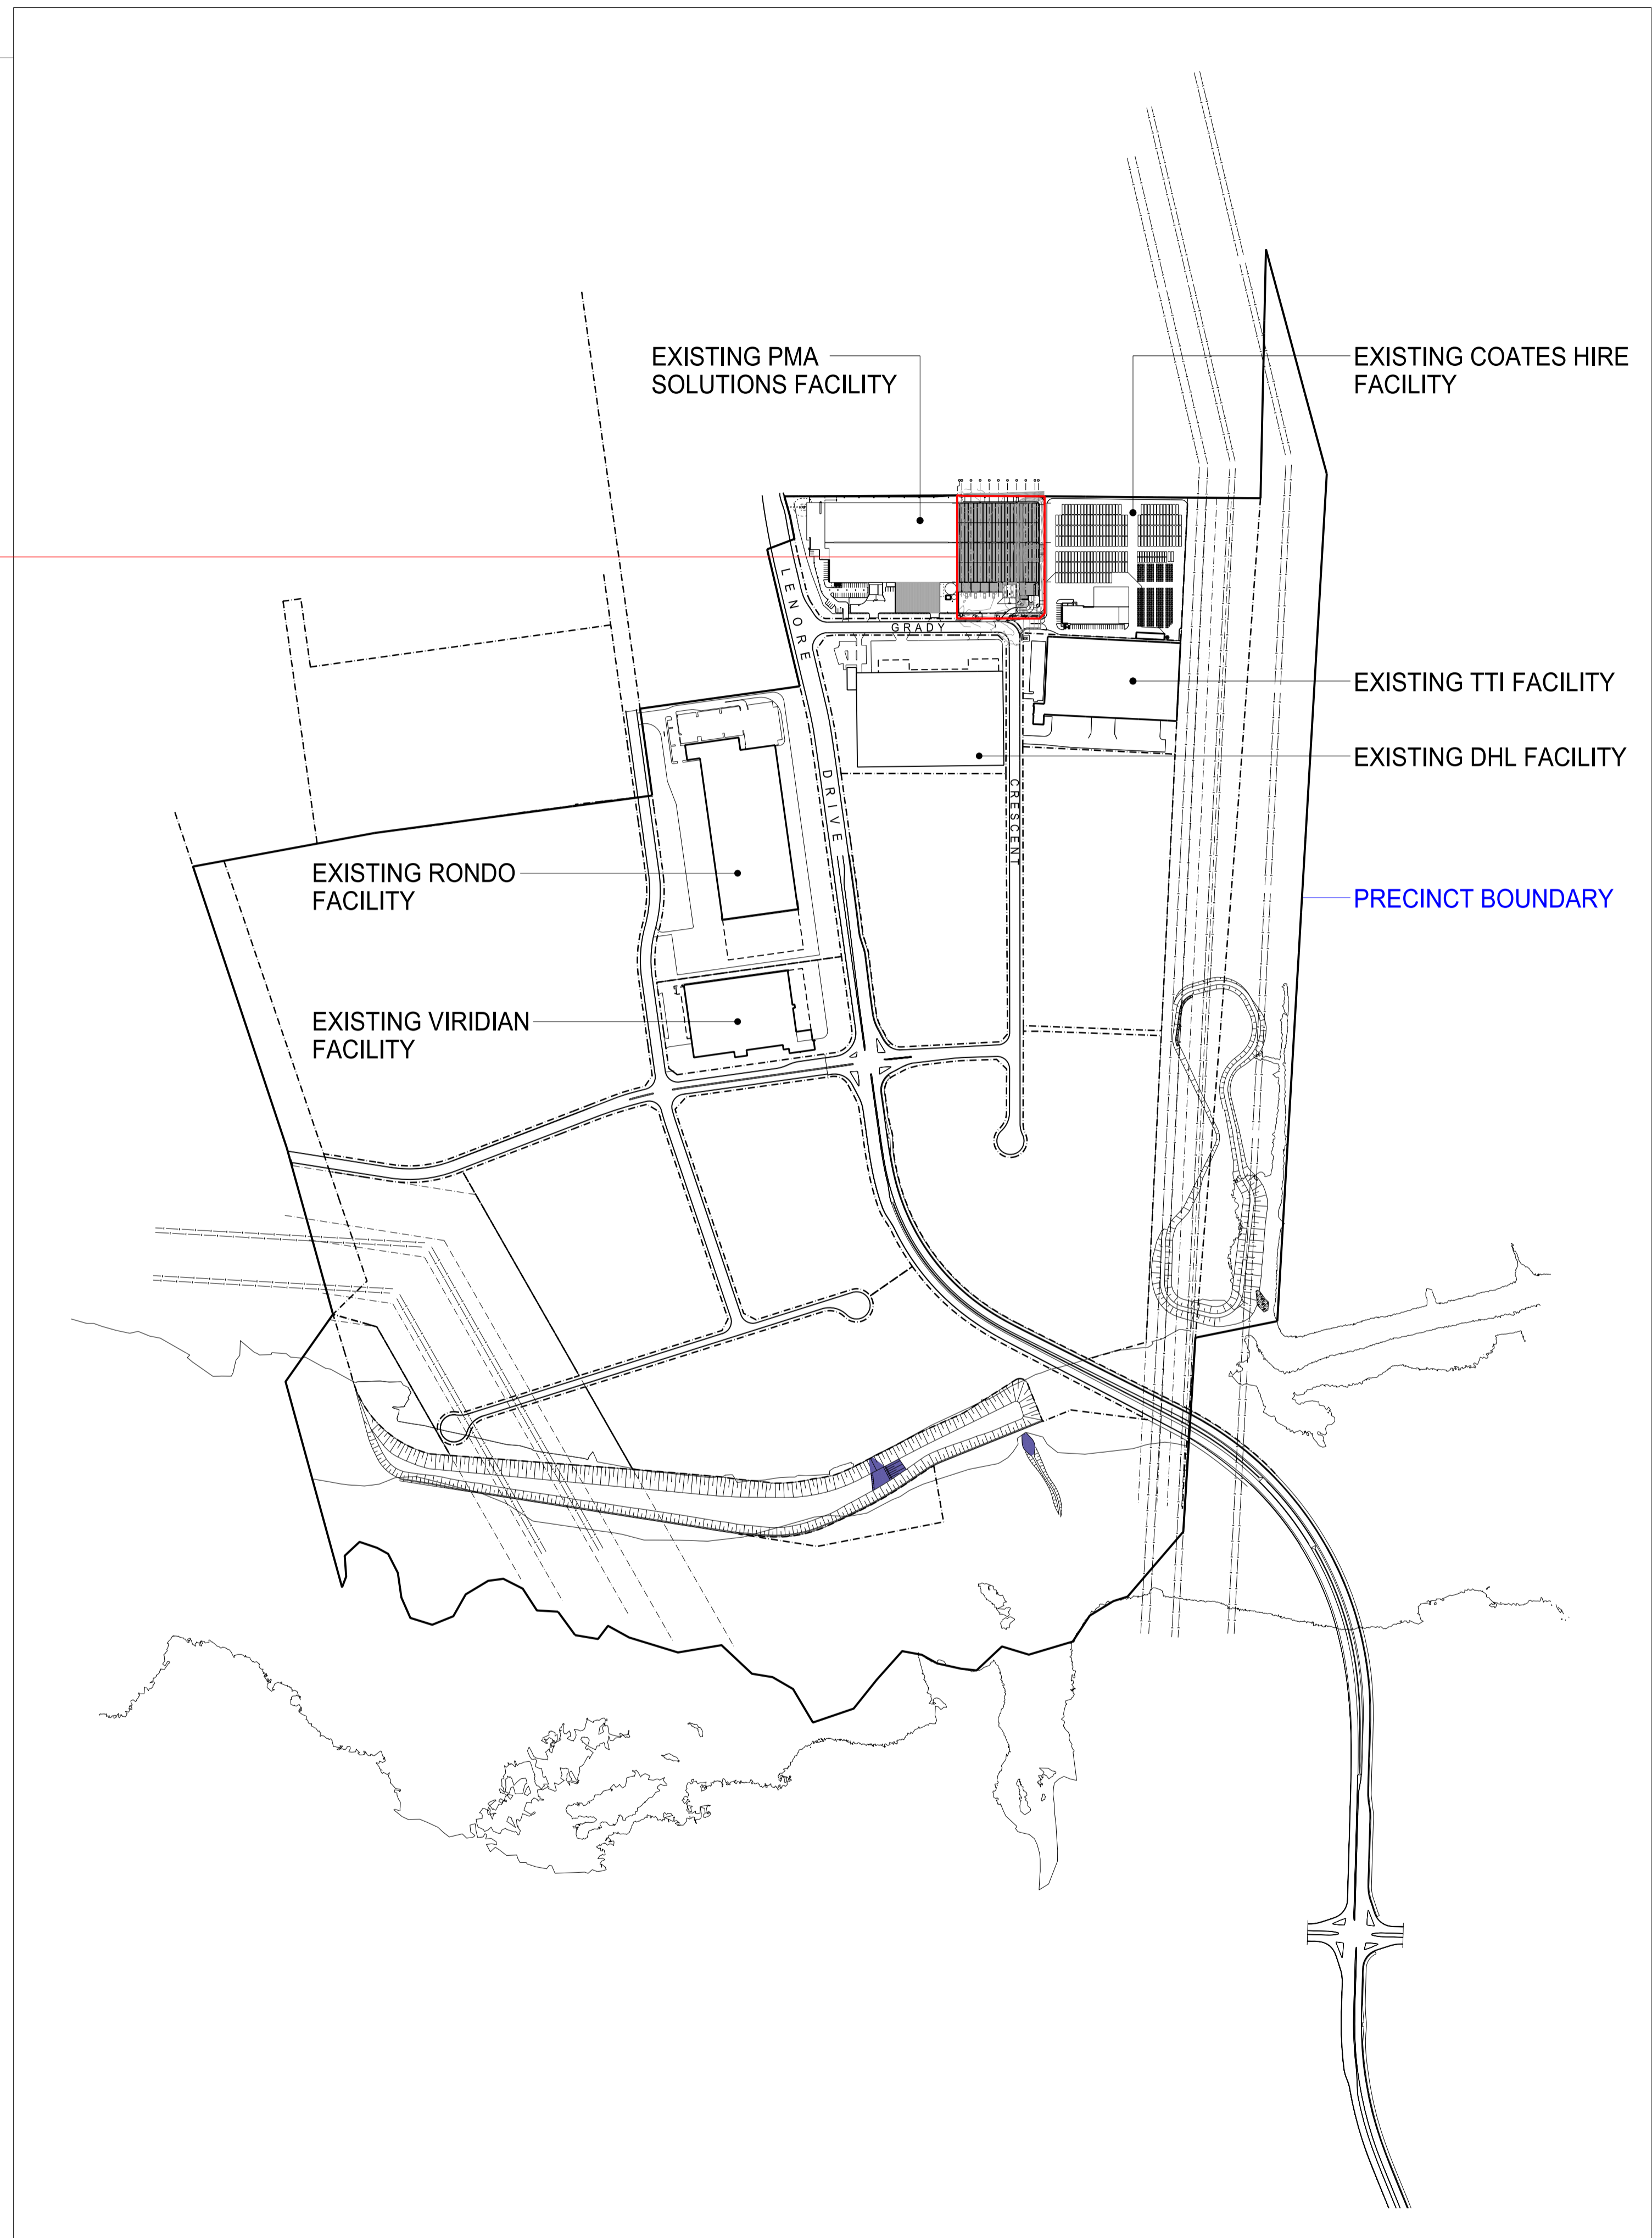 EXISTING PMA
SOLUTIONS FACILITY
EXISTING COATES HIRE
FACILITY
LENORE
GRADY
EXISTING TTI FACILITY
EXISTING DHL FACILITY
DRIVE
CRESCENT
EXISTING RONDO
FACILITY
PRECINCT BOUNDARY
EXISTING VIRIDIAN
FACILITY